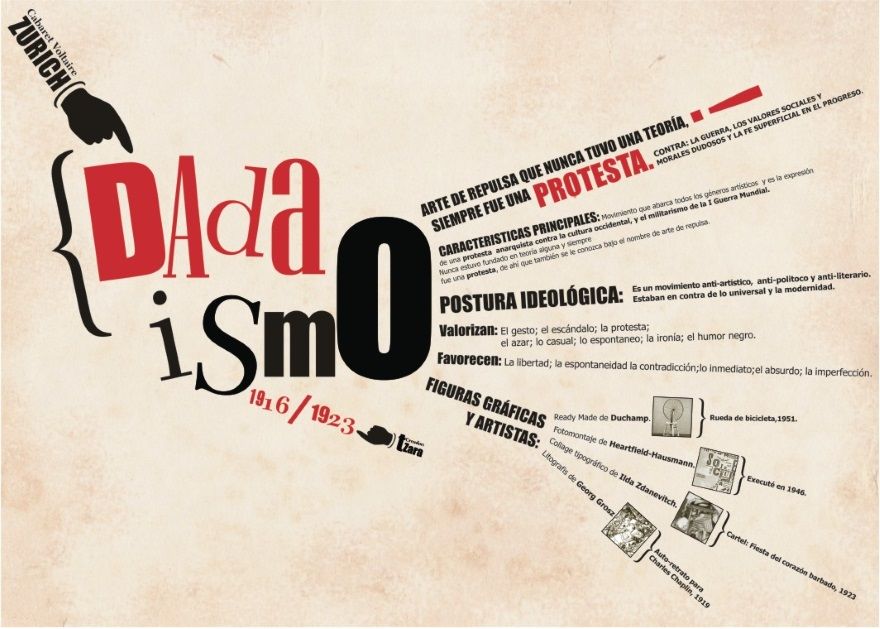 Cabaret Voltaire
ZURICH
DAda
ismo
1916/1923
Creador:
tzara
ARTE DE REPULSA QUE NUNCA TUVO UNA TEORÍA,
SIEMPRE FUE UNA PROTESTA.
CONTRA: LA GUERRA, LOS VALORES SOCIALES Y
MORALES DUDOSOS Y LA FE SUPERFICIAL EN EL PROGRESO.
CARACTERISTICAS PRINCIPALES: Movimiento que abarca todos los géneros artísticos y es la expresión
de una protesta anarquista contra la cultura occidental, y el militarismo de la I Guerra Mundial.
Nunca estuvo fundado en teoría alguna y siempre
fue una protesta, de ahi que también se le conozca bajo el nombre de arte de repulsa.
POSTURA IDEOLÓGICA: Es un movimiento anti-artístico, anti-politoco y anti-literario.
Estaban en contra de lo universal y la modernidad.
Valorizan: El gesto; el escándalo; la protesta;
el azar; lo casual; lo espontaneo; la ironía; el humor negro.
Favorecen: La libertad; la espontaneidad la contradicción;lo inmediato;el absurdo; la imperfección.
FIGURAS GRÁFICAS
Y ARTISTAS:
Ready Made de Duchamp.
Rueda de bicicleta,1951.
Fotomontaje de Heartfield-Hausmann.
Executé en 1946.
Collage tipográfico de Ilda Zdanevitch.
Cartel: Fiesta del corazón barbado, 1923
Litografis de Georg Grosz
Auto-retrato para
Charles Chaplin, 1919